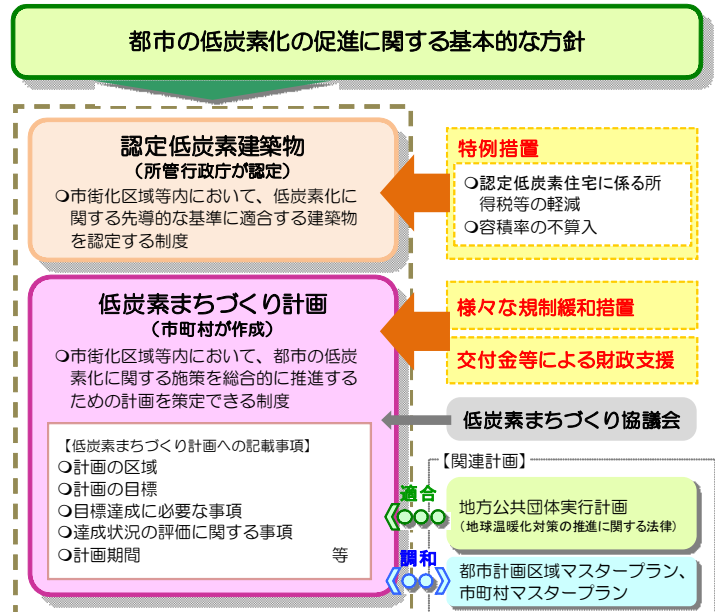 都市の低炭素化の促進に関する基本的な方針
認定低炭素建築物
(所管行政庁が認定)
○市街化区域等内において、低炭素化に
関する先導的な基準に適合する建築物
を認定する制度
特例措置
○認定低炭素住宅に係る所
得税等の軽減
○容積率の不算入
低炭素まちづくり計画
(市町村が作成)
○市街化区域等内において、都市の低炭
素化に関する施策を総合的に推進する
ための計画を策定できる制度
様々な規制緩和措置
交付金等による財政支援
低炭素まちづくり協議会
【低炭素まちづくり計画への記載事項】
○計画の区域
○計画の目標
○目標達成に必要な事項
○達成状況の評価に関する事項
○計画期間 等
【関連計画】
適合
地方公共団体実行計画
(地球温暖化対策の推進に関する法律)
調和
都市計画区域マスタープラン、
市町村マスタープラン